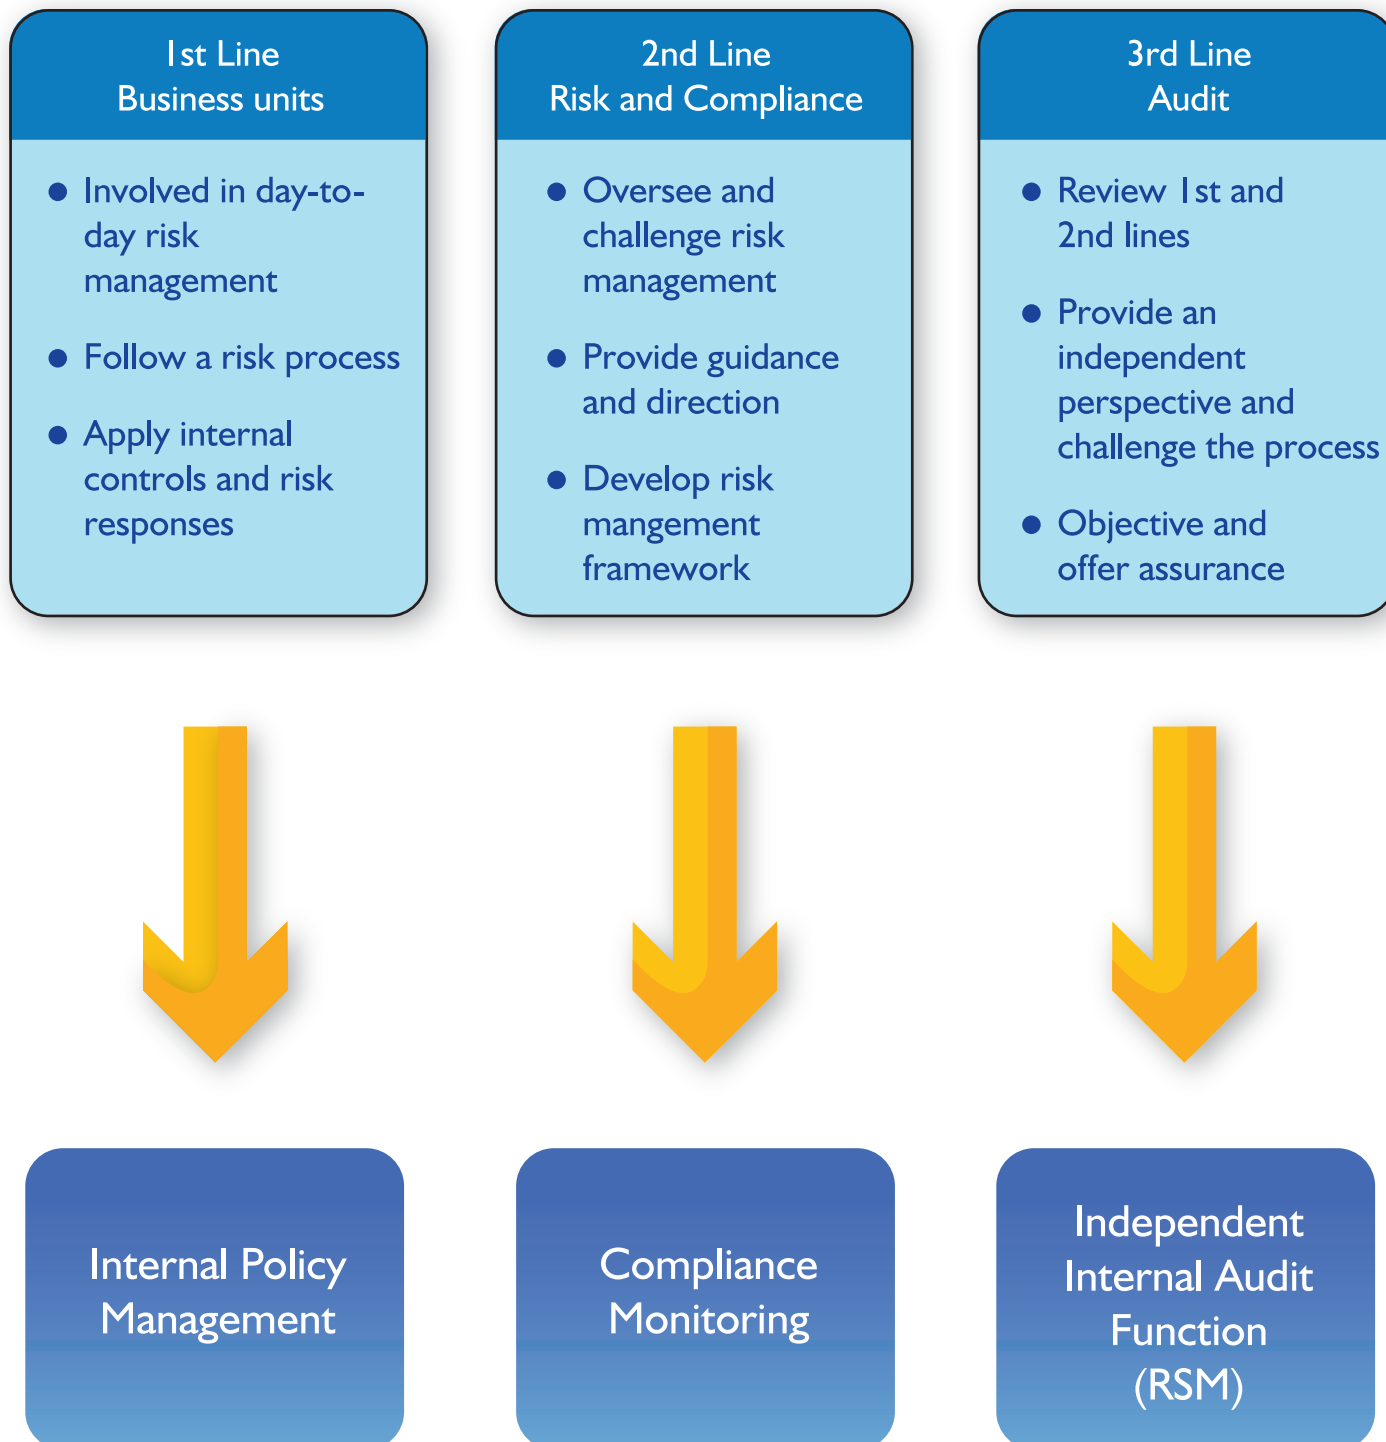 1st Line
Business units
● Involved in day-to-
day risk
management
● Follow a risk process
● Apply internal
controls and risk
responses
2nd Line
Risk and Compliance
● Oversee and
challenge risk
management
● Provide guidance
and direction
● Develop risk
mangement
framework
3rd Line
Audit
● Review 1st and
2nd lines
● Provide an
independent
perspective and
challenge the process
● Objective and
offer assurance
Internal Policy
Management
Compliance
Monitoring
Independent
Internal Audit
Function
(RSM)